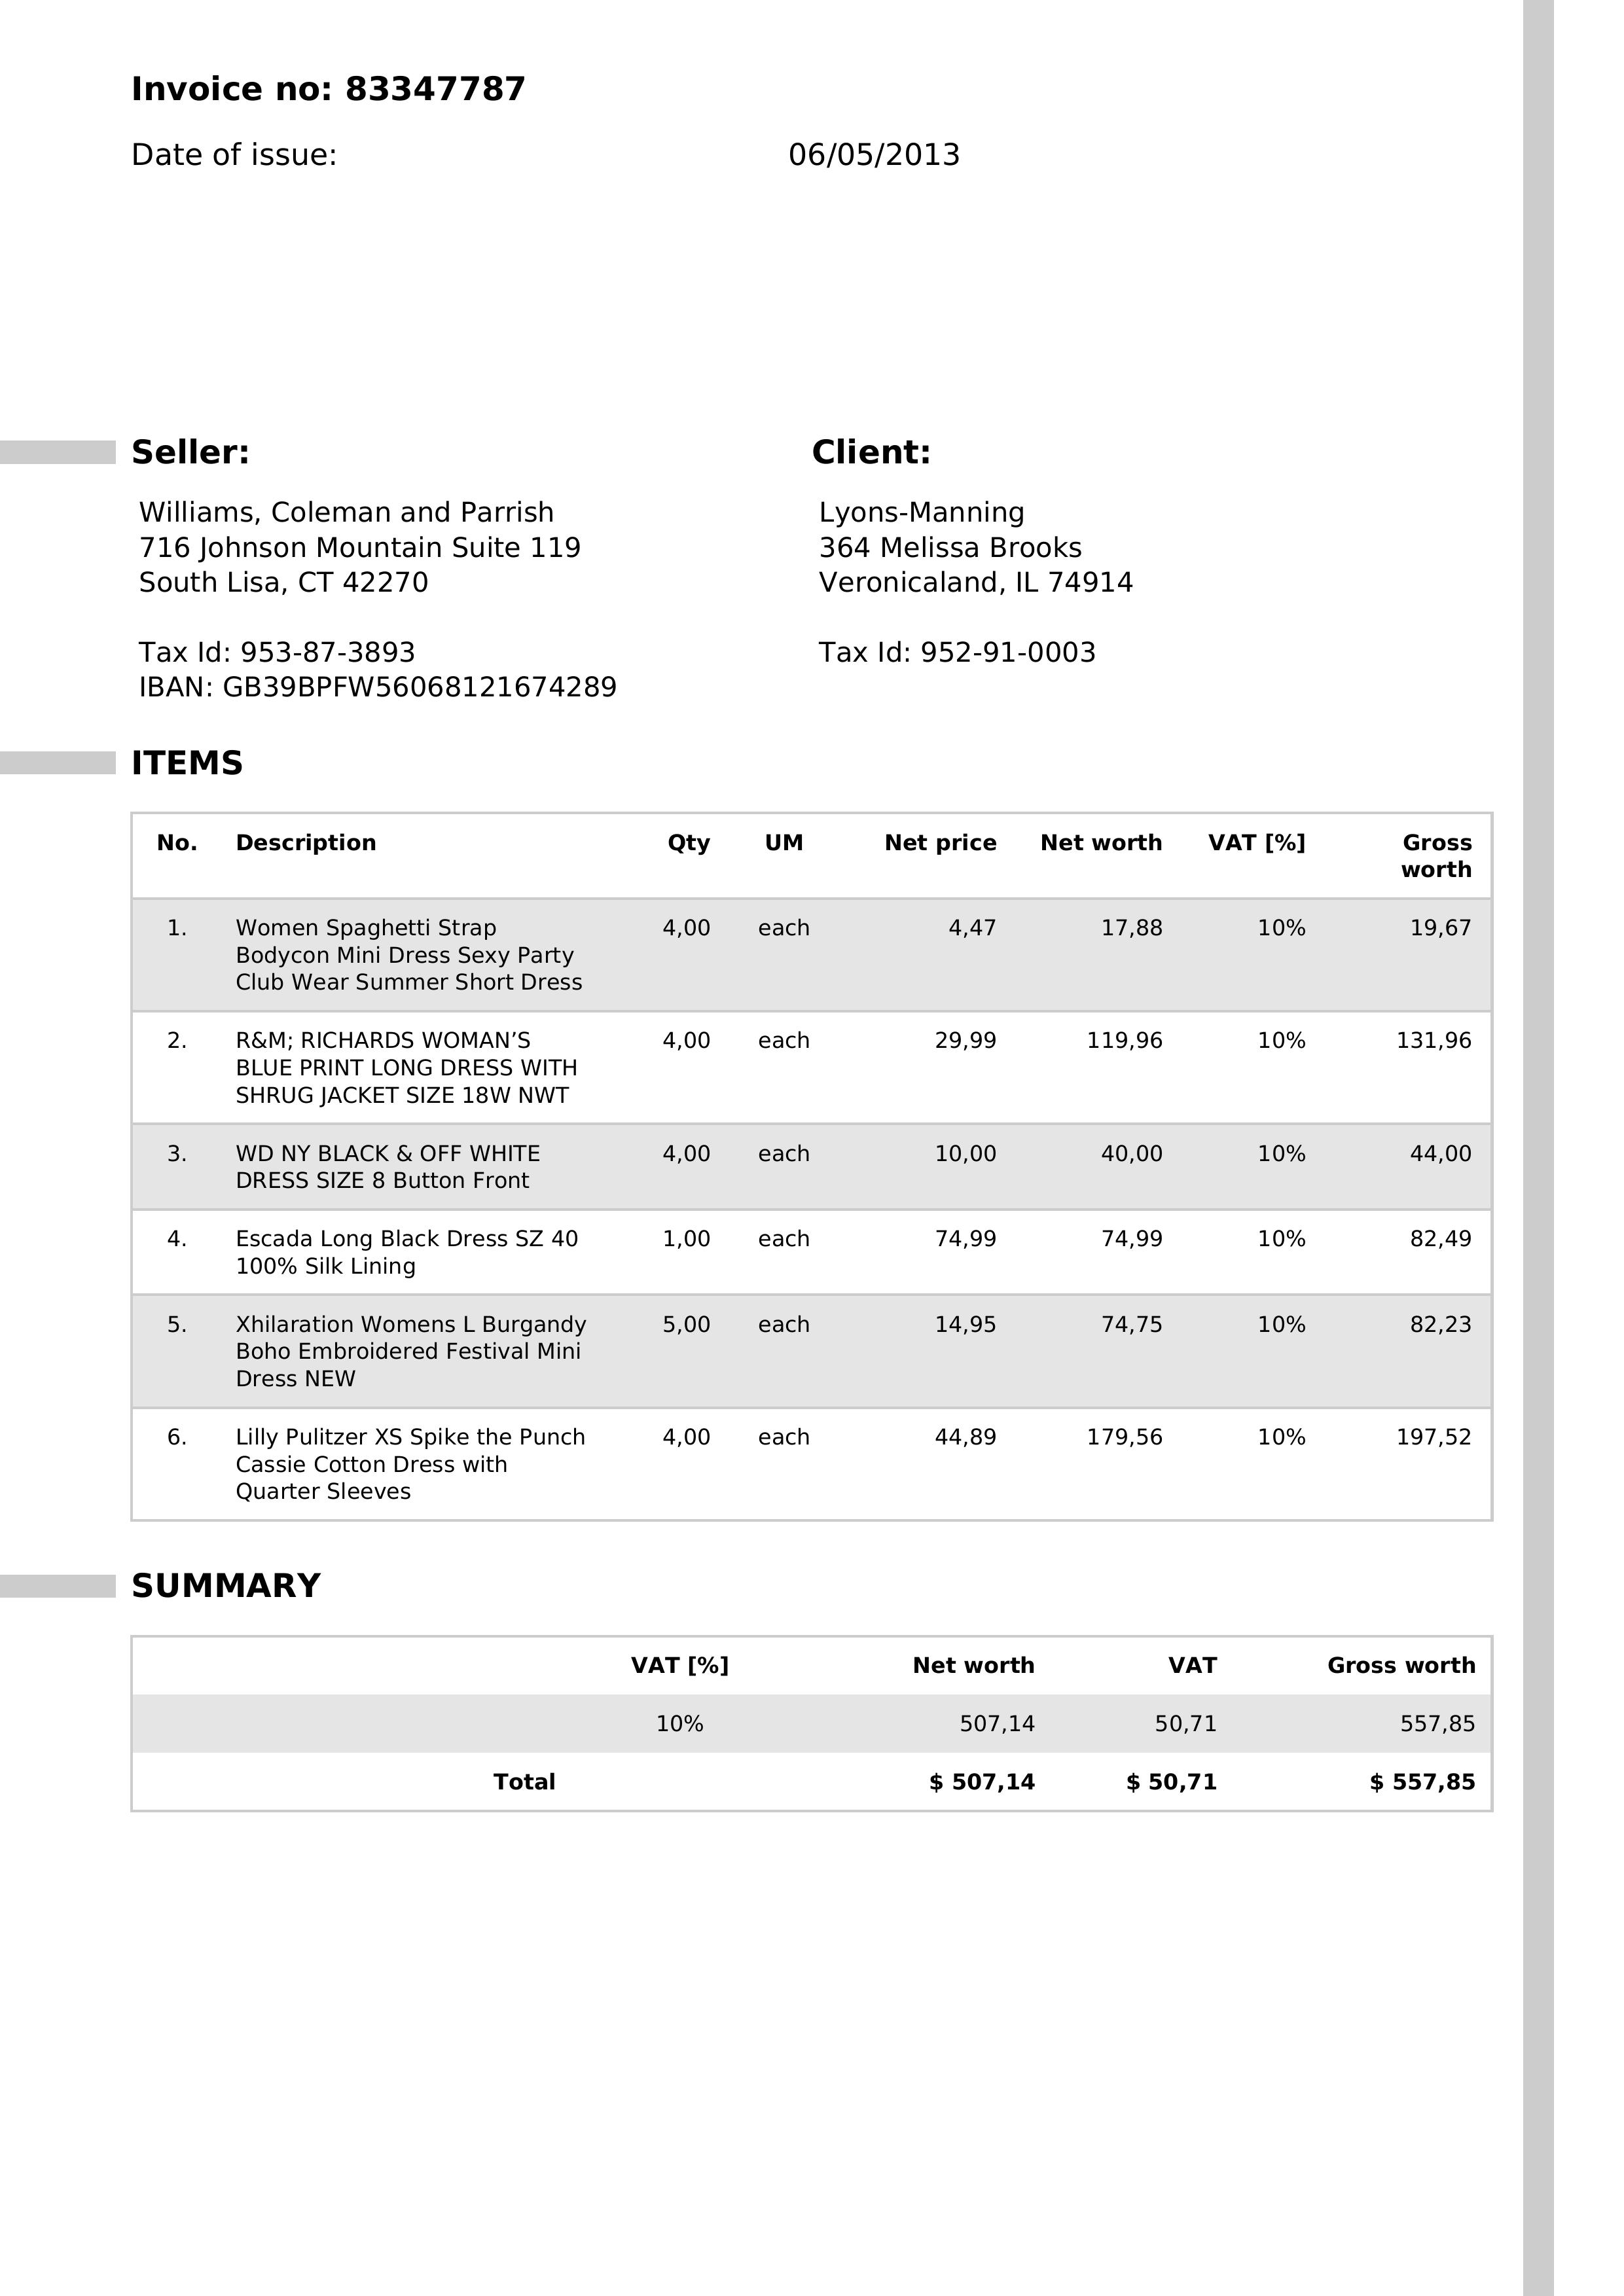 Invoice no: 83347787
Date of issue: 06/05/2013
Seller:
Williams, Coleman and Parrish
716 Johnson Mountain Suite 119
South Lisa, CT 42270
Tax Id: 953-87-3893
IBAN: GB39BPFW56068121674289
Client:
Lyons-Manning
364 Melissa Brooks
Veronicaland, IL 74914
Tax Id: 952-91-0003
ITEMS
No. Description Qty UM Net price Net worth VAT [%] Gross
worth
1. Women Spaghetti Strap 4,00 each 4,47 17,88 10% 19,67
Bodycon Mini Dress Sexy Party
Club Wear Summer Short Dress
2. R&M; RICHARDS WOMAN’S 4,00 each 29,99 119,96 10% 131,96
BLUE PRINT LONG DRESS WITH
SHRUG JACKET SIZE 18W NWT
3. WD NY BLACK & OFF WHITE 4,00 each 10,00 40,00 10% 44,00
DRESS SIZE 8 Button Front
4. Escada Long Black Dress SZ 40 1,00 each 74,99 74,99 10% 82,49
100% Silk Lining
5. Xhilaration Womens L Burgandy 5,00 each 14,95 74,75 10% 82,23
Boho Embroidered Festival Mini
Dress NEW
6. Lilly Pulitzer XS Spike the Punch 4,00 each 44,89 179,56 10% 197,52
Cassie Cotton Dress with
Quarter Sleeves
SUMMARY
VAT [%] Net worth VAT Gross worth
10% 507,14 50,71 557,85
Total $ 507,14 $ 50,71 $ 557,85